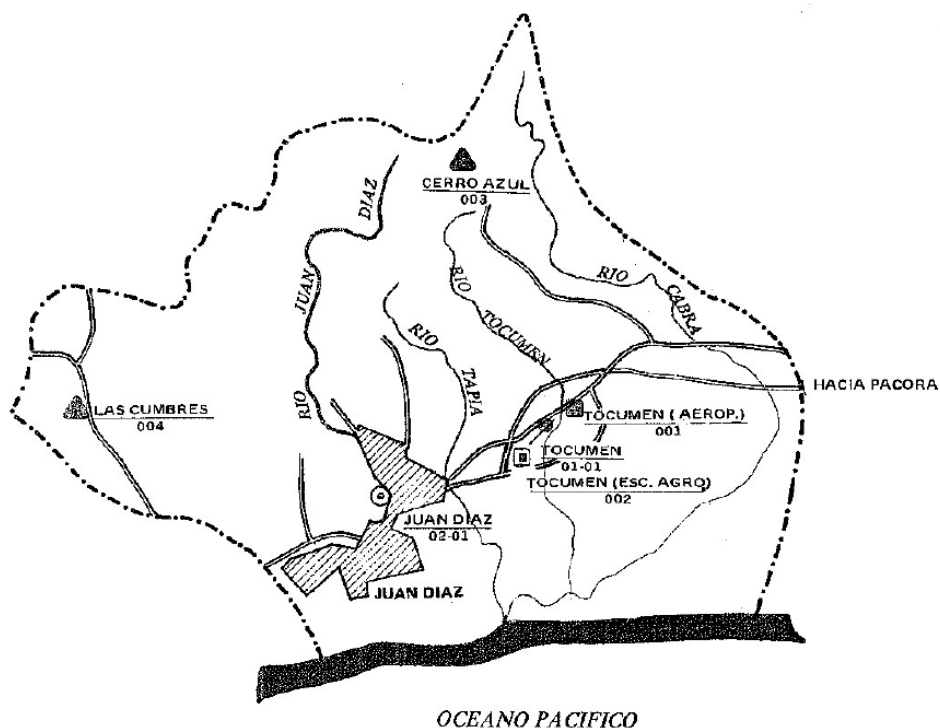 CERRO AZUL
003
RIO JUAN DIAZ
RIO TOCUMEN
RIO CABRA
RIO TAPIA
HACIA PACORA
LAS CUMBRES
004
TOCUMEN ( AEROP.)
001
TOCUMEN
01-01
TOCUMEN (ESC. AGRO)
002
JUAN DIAZ
02-01
JUAN DIAZ
OCEANO PACIFICO